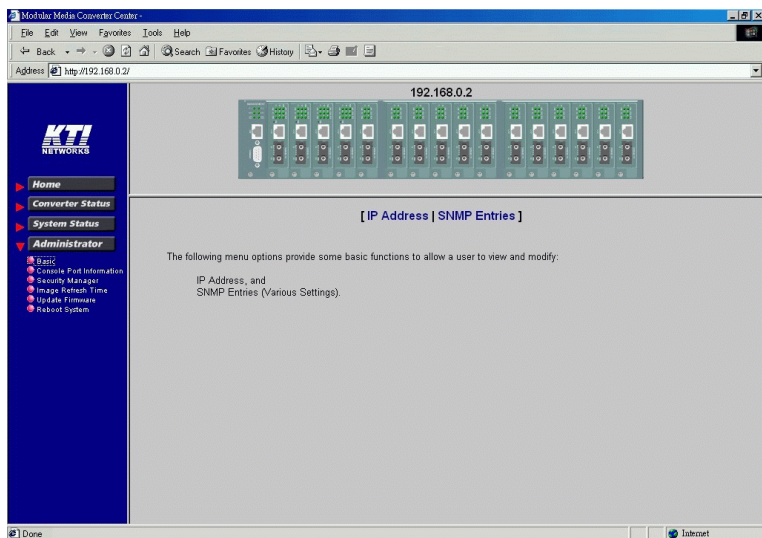 Modular Media Converter Center -
File Edit View Favorites Tools Help
Back Search Favorites History
Address http://192.168.0.2/
192.168.0.2
KTI
NETWORKS
Home
Converter Status
System Status
Administrator
Basic
Console Port Information
Security Manager
Image Refresh Time
Update Firmware
Reboot System
[ IP Address | SNMP Entries ]
The following menu options provide some basic functions to allow a user to view and modify:
IP Address, and
SNMP Entries (Various Settings).
Done Internet